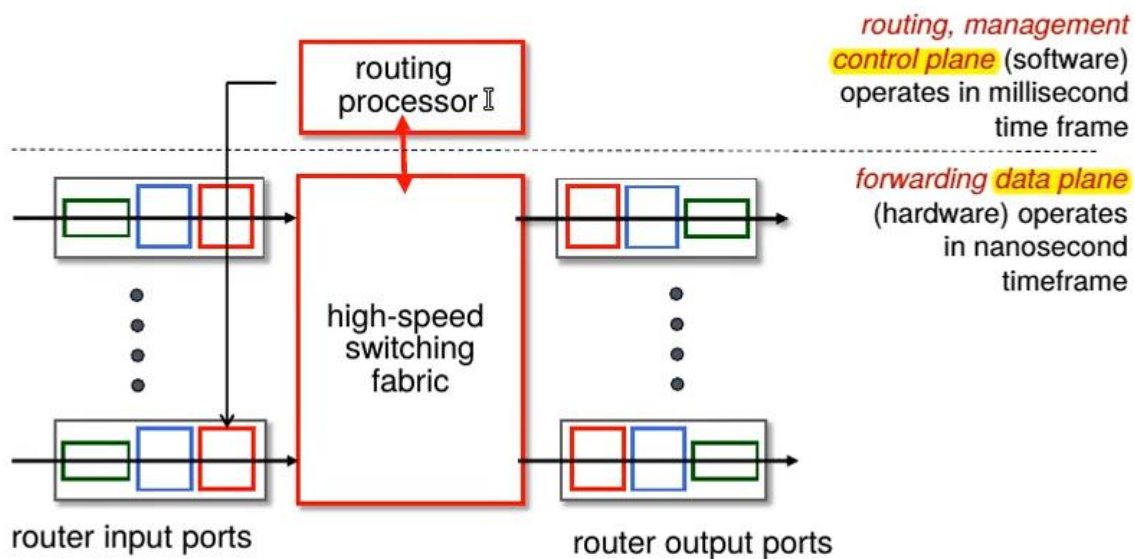 routing
processor
routing, management
control plane (software)
operates in millisecond
time frame
forwarding data plane
(hardware) operates
in nanosecond
timeframe
high-speed
switching
fabric
router input ports
router output ports